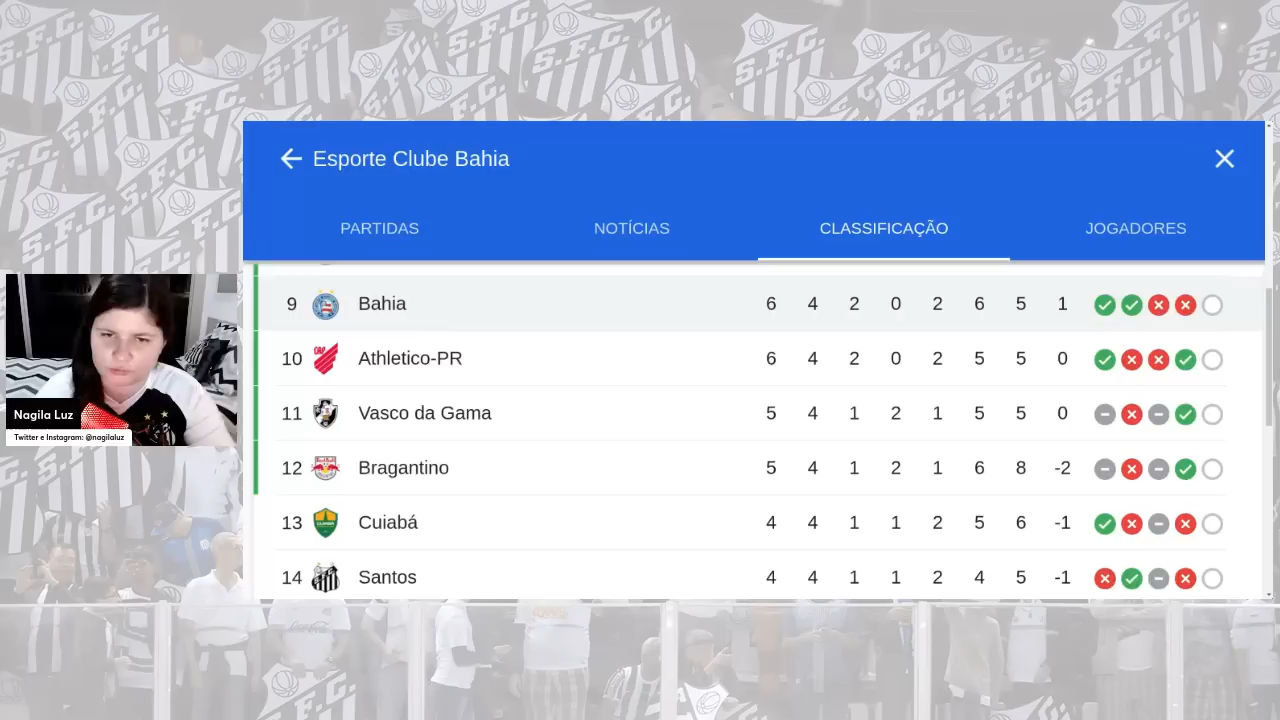 Esporte Clube Bahia
PARTIDAS NOTÍCIAS CLASSIFICAÇÃO JOGADORES
9 Bahia 6 4 2 0 2 6 5 1
10 Athletico-PR 6 4 2 0 2 5 5 0
11 Vasco da Gama 5 4 1 2 1 5 5 0
12 Bragantino 5 4 1 2 1 6 8 -2
13 Cuiabá 4 4 1 1 2 5 6 -1
14 Santos 4 4 1 1 2 4 5 -1
Nagila Luz
Twitter e Instagram: @nagilaluz
S.F.C.
S.F.C.
S.F.C.
S.F.C.
S.F.C.
S.F.C.